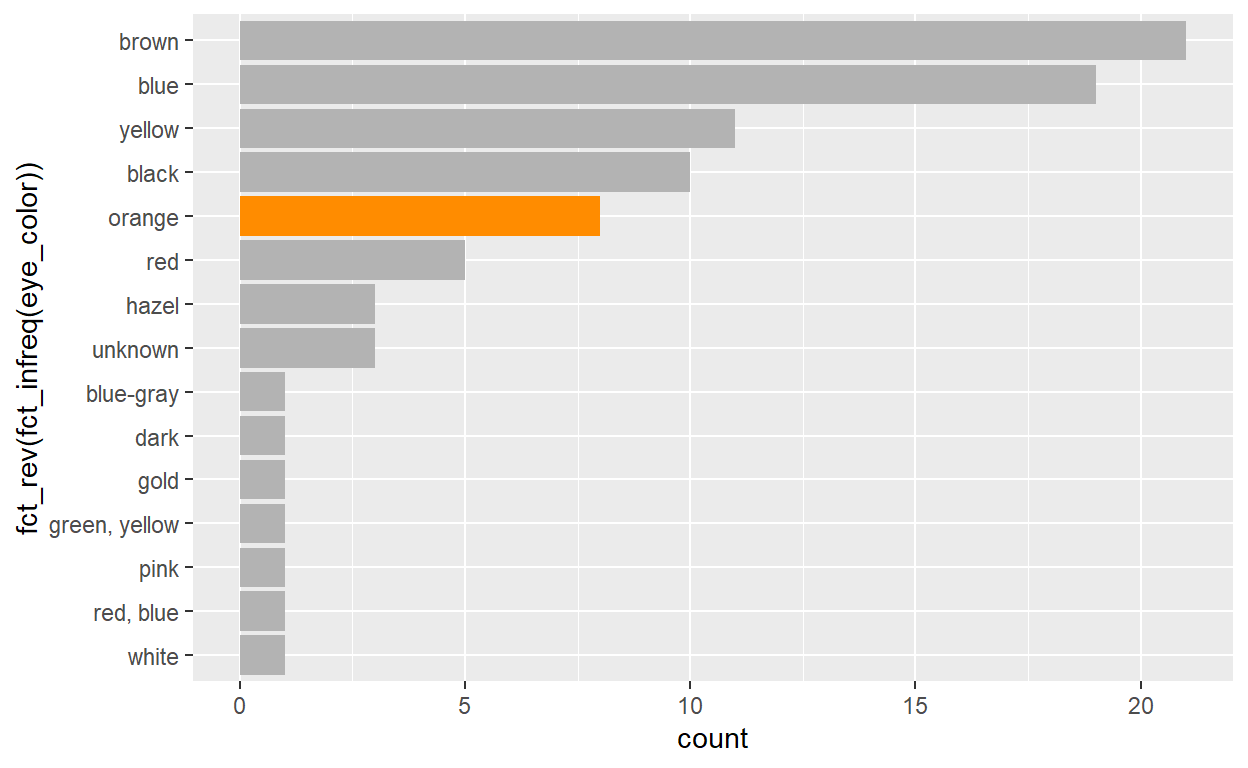 fct_rev(fct_infreq(eye_color))
brown
blue
yellow
black
orange
red
hazel
unknown
blue-gray
dark
gold
green, yellow
pink
red, blue
white
0 5 10 15 20
count